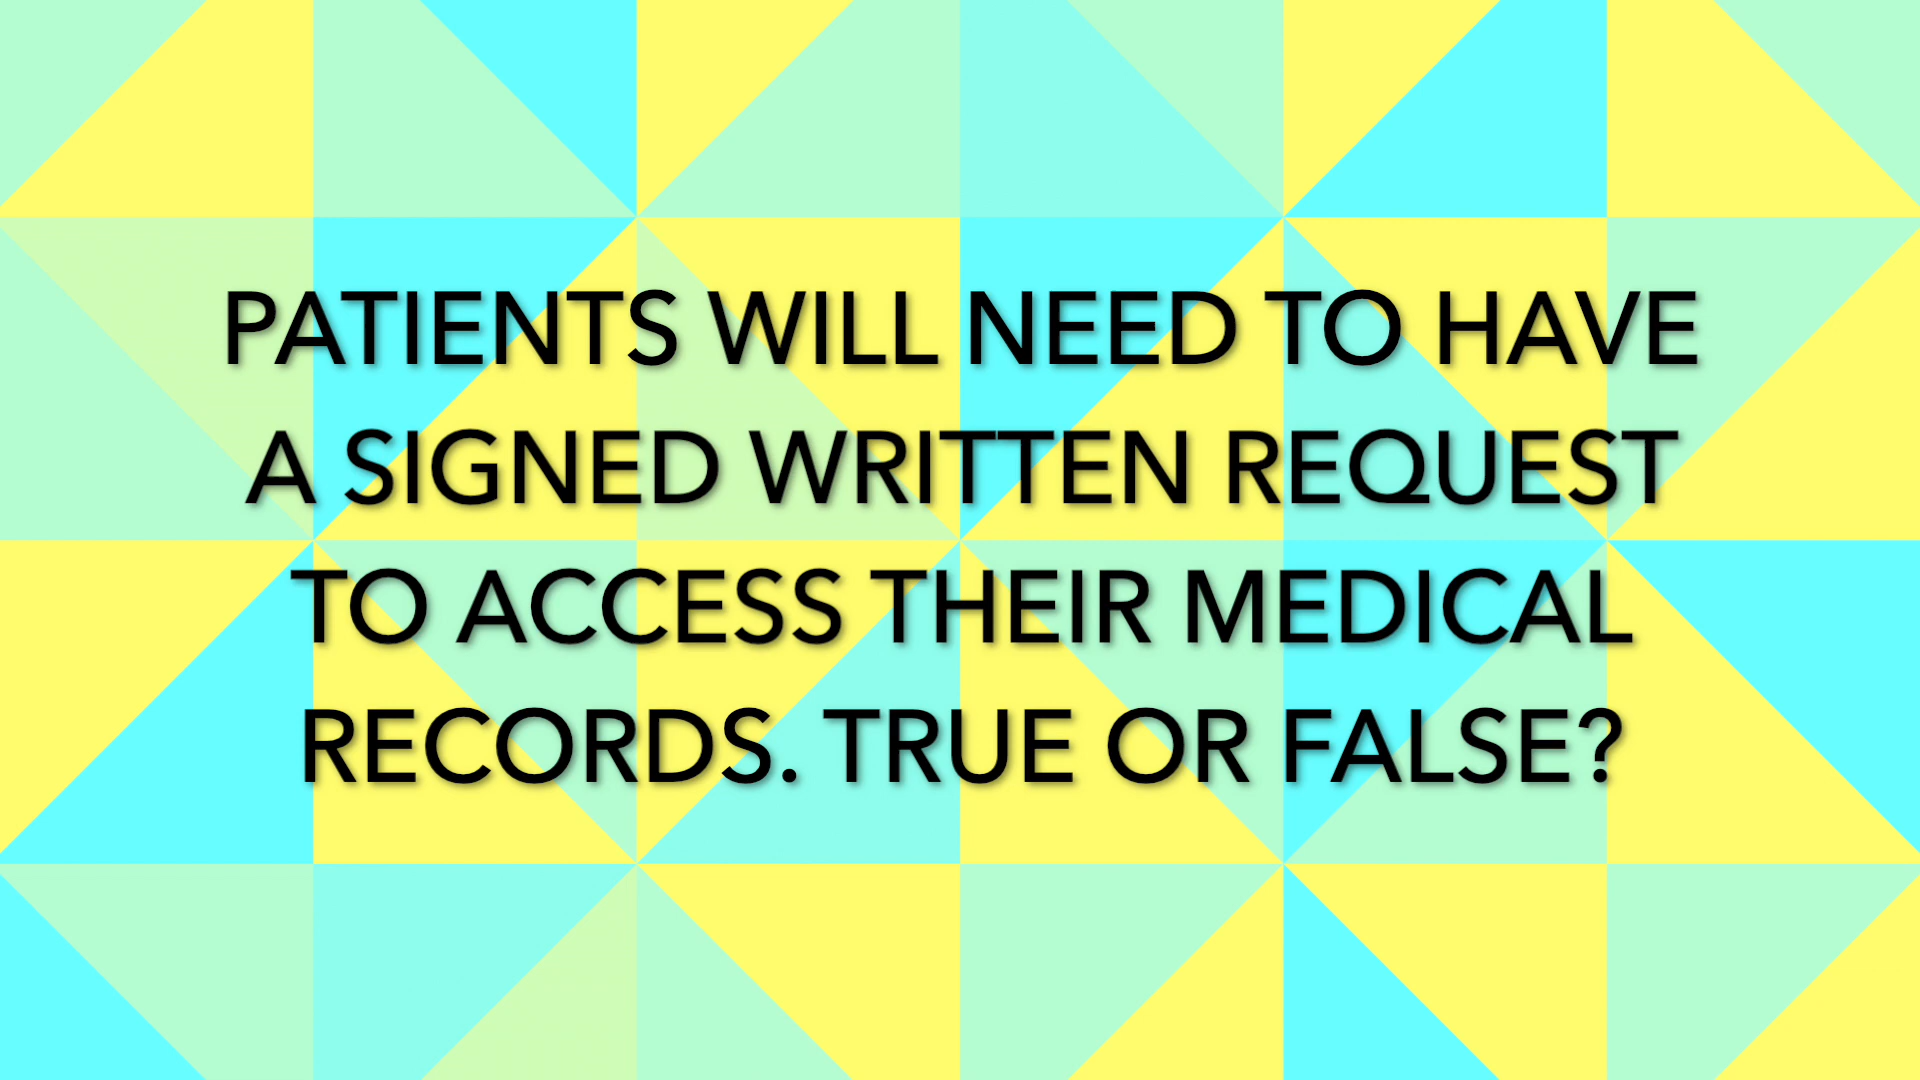 PATIENTS WILL NEED TO HAVE
A SIGNED WRITTEN REQUEST
TO ACCESS THEIR MEDICAL
RECORDS. TRUE OR FALSE?